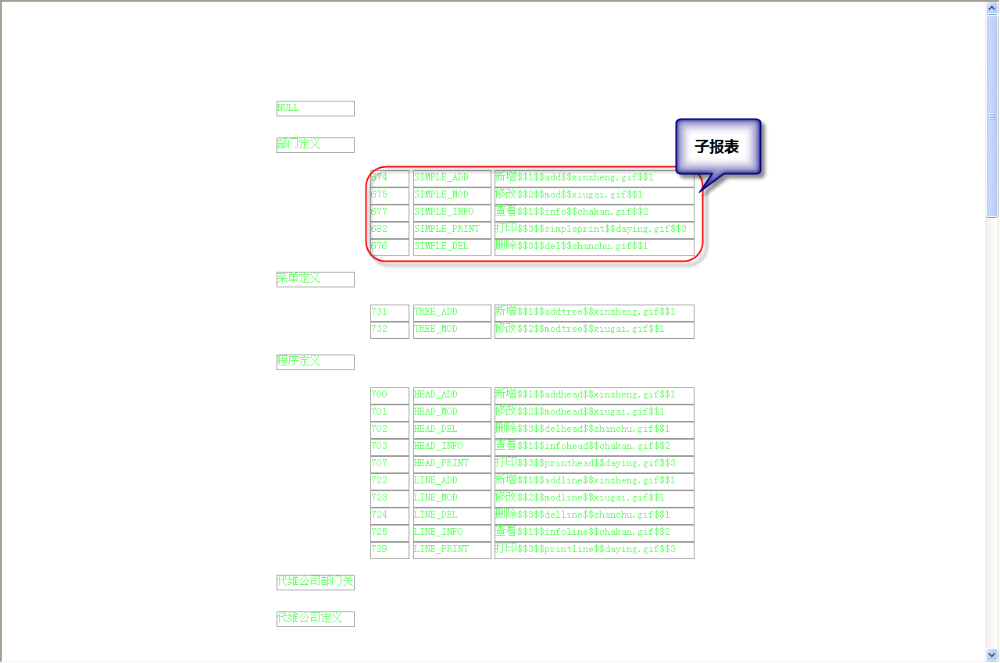 NULL
子报表
部门定义
674 SIMPLE_ADD 新增$$1$$add$$xinzheng.gif$$1
675 SIMPLE_MOD 修改$$2$$mod$$xiugai.gif$$1
677 SIMPLE_INFO 查看$$1$$info$$chakan.gif$$2
682 SIMPLE_PRINT 打印$$3$$simpleprint$$daying.gif$$3
676 SIMPLE_DEL 删除$$3$$del$$shanchu.gif$$1
菜单定义
731 TREE_ADD 新增$$1$$addtree$$xinzheng.gif$$1
732 TREE_MOD 修改$$2$$modtree$$xiugai.gif$$1
程序定义
700 HEAD_ADD 新增$$1$$addhead$$xinzheng.gif$$1
701 HEAD_MOD 修改$$2$$modhead$$xiugai.gif$$1
702 HEAD_DEL 删除$$3$$delhead$$shanchu.gif$$1
703 HEAD_INFO 查看$$1$$infohead$$chakan.gif$$2
707 HEAD_PRINT 打印$$3$$printhead$$daying.gif$$3
722 LINE_ADD 新增$$1$$addline$$xinzheng.gif$$1
723 LINE_MOD 修改$$2$$modline$$xiugai.gif$$1
724 LINE_DEL 删除$$3$$delline$$shanchu.gif$$1
725 LINE_INFO 查看$$1$$infoline$$chakan.gif$$2
729 LINE_PRINT 打印$$3$$printline$$daying.gif$$3
代维公司部门关
代维公司定义